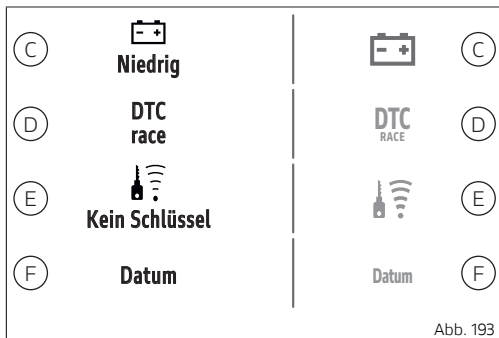 C
Niedrig
C
D
DTC
race
DTC
RACE
D
E
Kein Schlüssel
E
F
Datum
Datum
F
Abb. 193